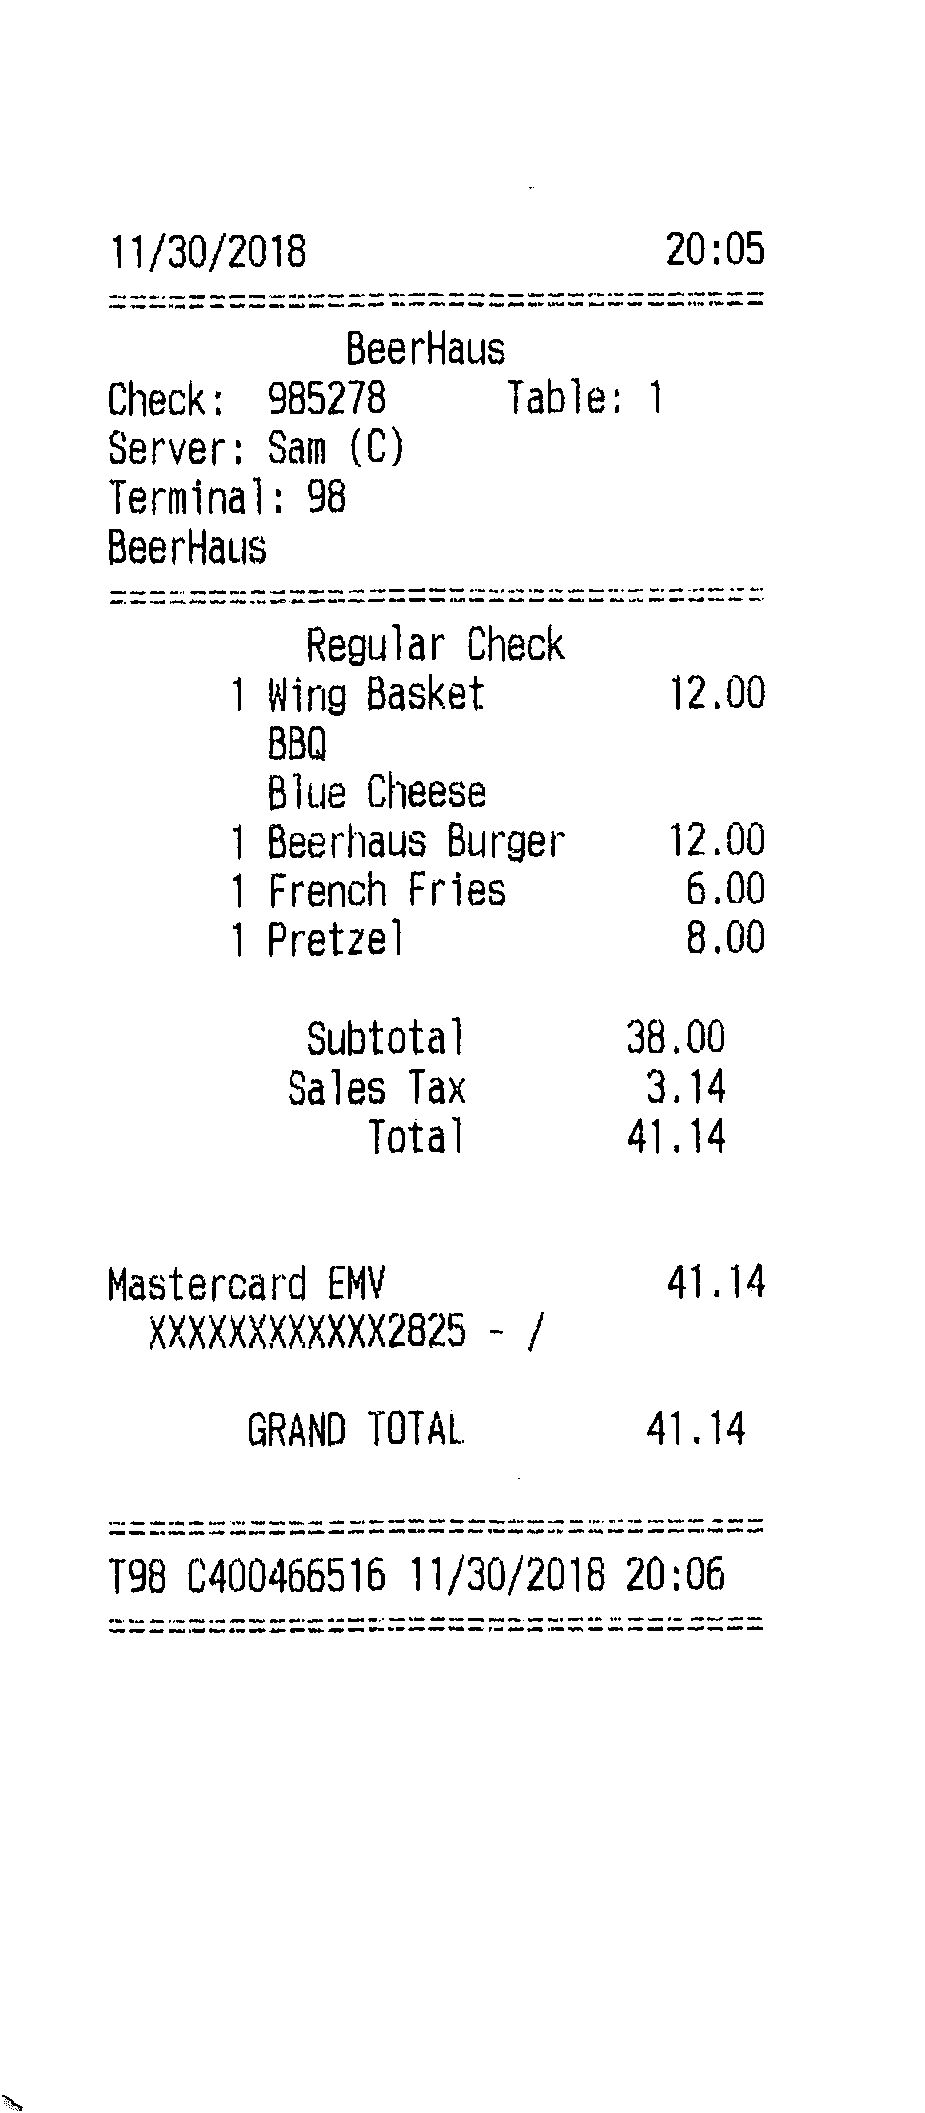 11/30/2018 20:05
==================================
BeerHaus
Check: 985278 Table: 1
Server: Sam (C)
Terminal: 98
BeerHaus
==================================
Regular Check
1 Wing Basket 12.00
BBQ
Blue Cheese
1 Beerhaus Burger 12.00
1 French Fries 6.00
1 Pretzel 8.00
Subtotal 38.00
Sales Tax 3.14
Total 41.14
Mastercard EMV 41.14
XXXXXXXXXXXX2825 - /
GRAND TOTAL 41.14
==================================
T98 C400466516 11/30/2018 20:06
==================================